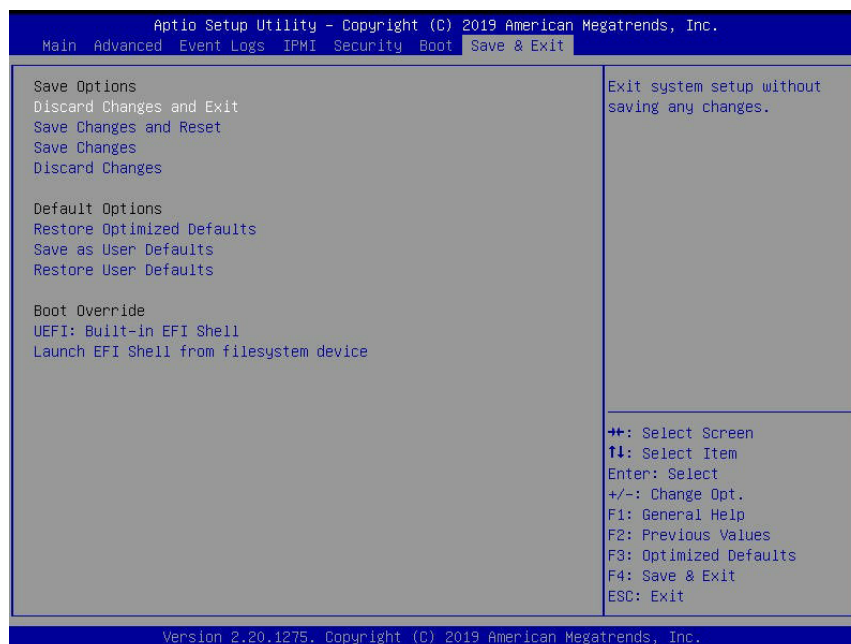 Aptio Setup Utility – Copyright (C) 2019 American Megatrends, Inc.
Main Advanced Event Logs IPMI Security Boot Save & Exit
Save Options
Discard Changes and Exit
Save Changes and Reset
Save Changes
Discard Changes
Default Options
Restore Optimized Defaults
Save as User Defaults
Restore User Defaults
Boot Override
UEFI: Built-in EFI Shell
Launch EFI Shell from filesystem device
Exit system setup without
saving any changes.
→←: Select Screen
↑↓: Select Item
Enter: Select
+/-: Change Opt.
F1: General Help
F2: Previous Values
F3: Optimized Defaults
F4: Save & Exit
ESC: Exit
Version 2.20.1275. Copyright (C) 2019 American Megatrends, Inc.